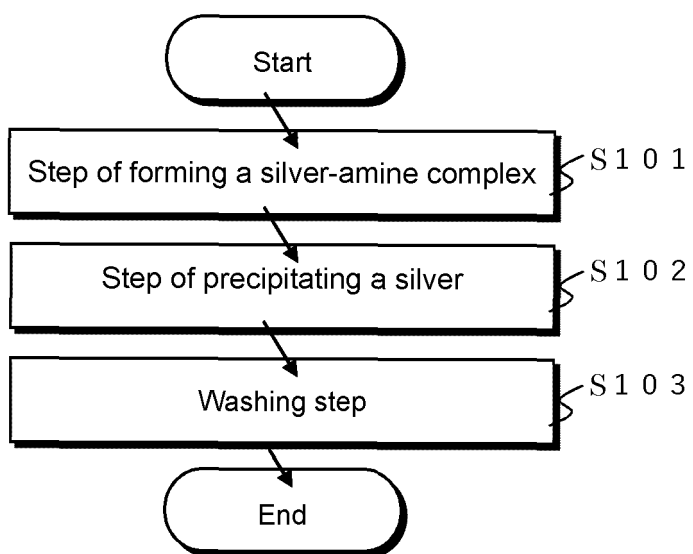 Start
Step of forming a silver-amine complex
S101
Step of precipitating a silver
S102
Washing step
S103
End